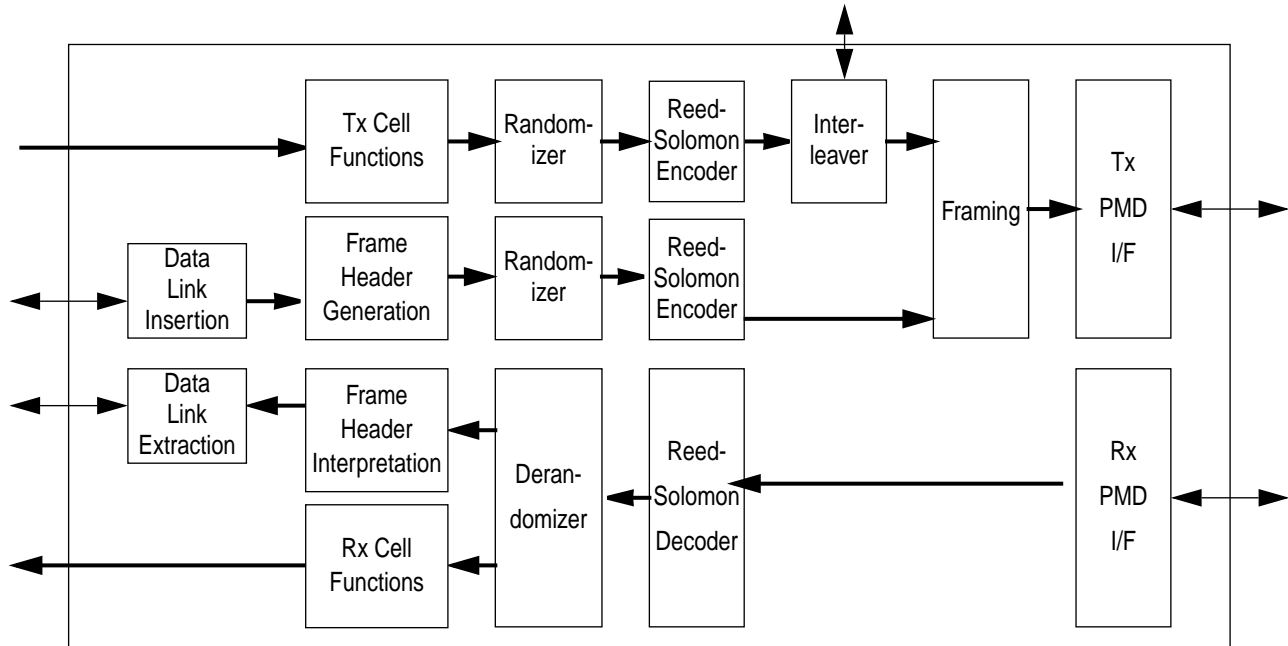 Tx Cell
Functions
Random-
izer
Reed-
Solomon
Encoder
Inter-
leaver
Framing
Tx
PMD
I/F
Data
Link
Insertion
Frame
Header
Generation
Random-
izer
Reed-
Solomon
Encoder
Data
Link
Extraction
Frame
Header
Interpretation
Deran-
domizer
Reed-
Solomon
Decoder
Rx
PMD
I/F
Rx Cell
Functions